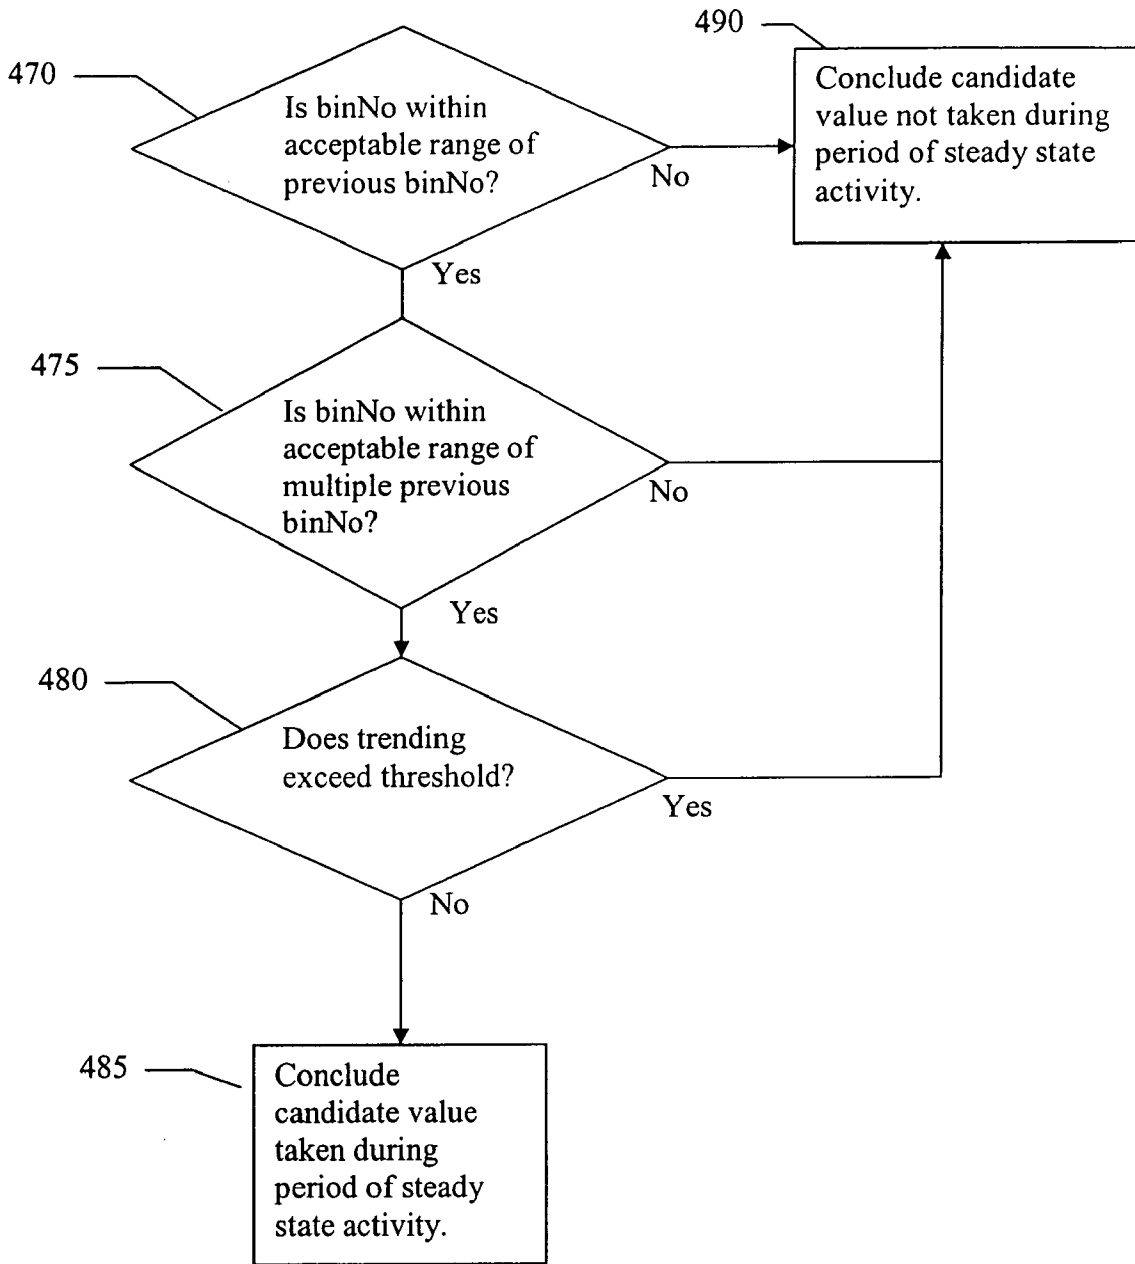 490
470
Is binNo within
acceptable range of
previous binNo?
No
Conclude candidate
value not taken during
period of steady state
activity.
Yes
475
Is binNo within
acceptable range of
multiple previous
binNo?
No
Yes
480
Does trending
exceed threshold?
Yes
No
485
Conclude
candidate value
taken during
period of steady
state activity.